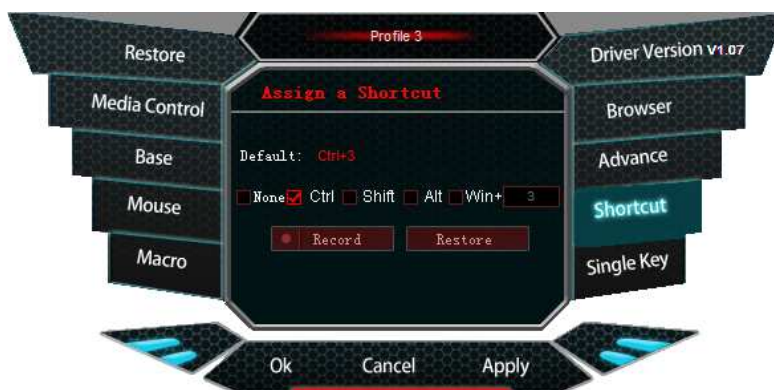 Profile 3
Restore
Driver Version V1.07
Media Control
Assign a Shortcut
Browser
Base
Default: Ctrl+3
Advance
Mouse
None Ctrl Shift Alt Win+ 3
Shortcut
Macro
Record Restore
Single Key
Ok Cancel Apply